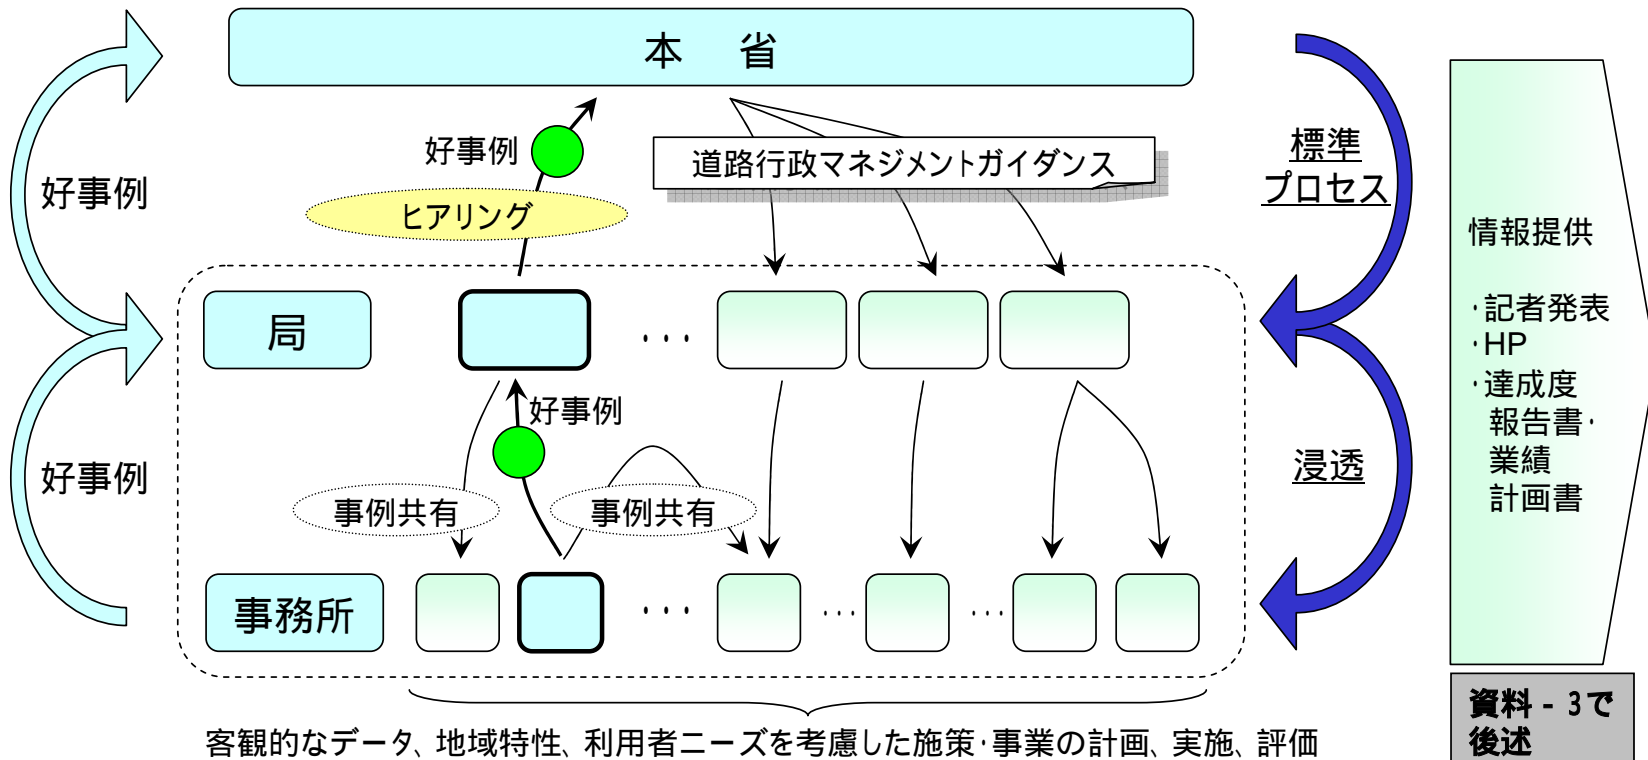 本 省
好事例
道路行政マネジメントガイダンス
標準
プロセス
好事例
ヒアリング
情報提供
・記者発表
・HP
・達成度
報告書・
業績
計画書
局
・・・
好事例
好事例
事例共有
事例共有
浸透
事務所
・・・
・・・
・・・
客観的なデータ、地域特性、利用者ニーズを考慮した施策・事業の計画、実施、評価
資料‐3で
後述